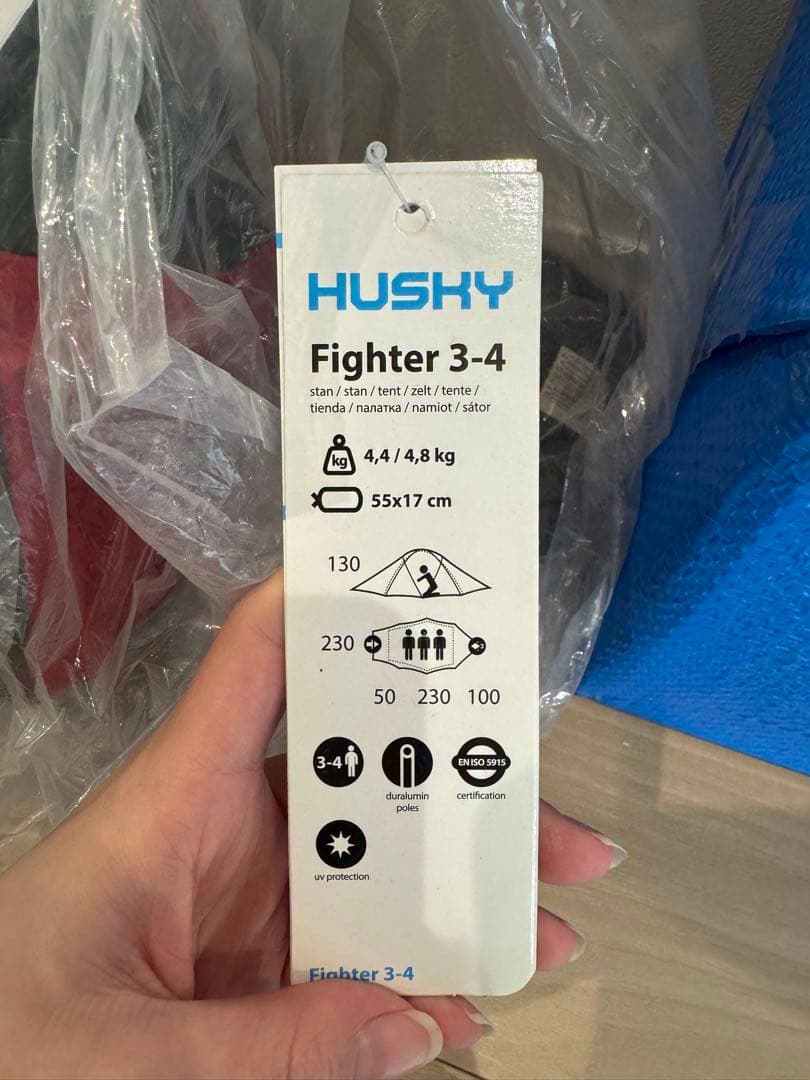 HUSKY
Fighter 3-4
stan / stan / tent / zelt / tente /
tienda / палатка / namiot / sátor
kg 4,4 / 4,8 kg
55x17 cm
130
230
50 230 100
3-4
EN ISO 5915
duralumin
poles
certification
uv protection
Fighter 3-4